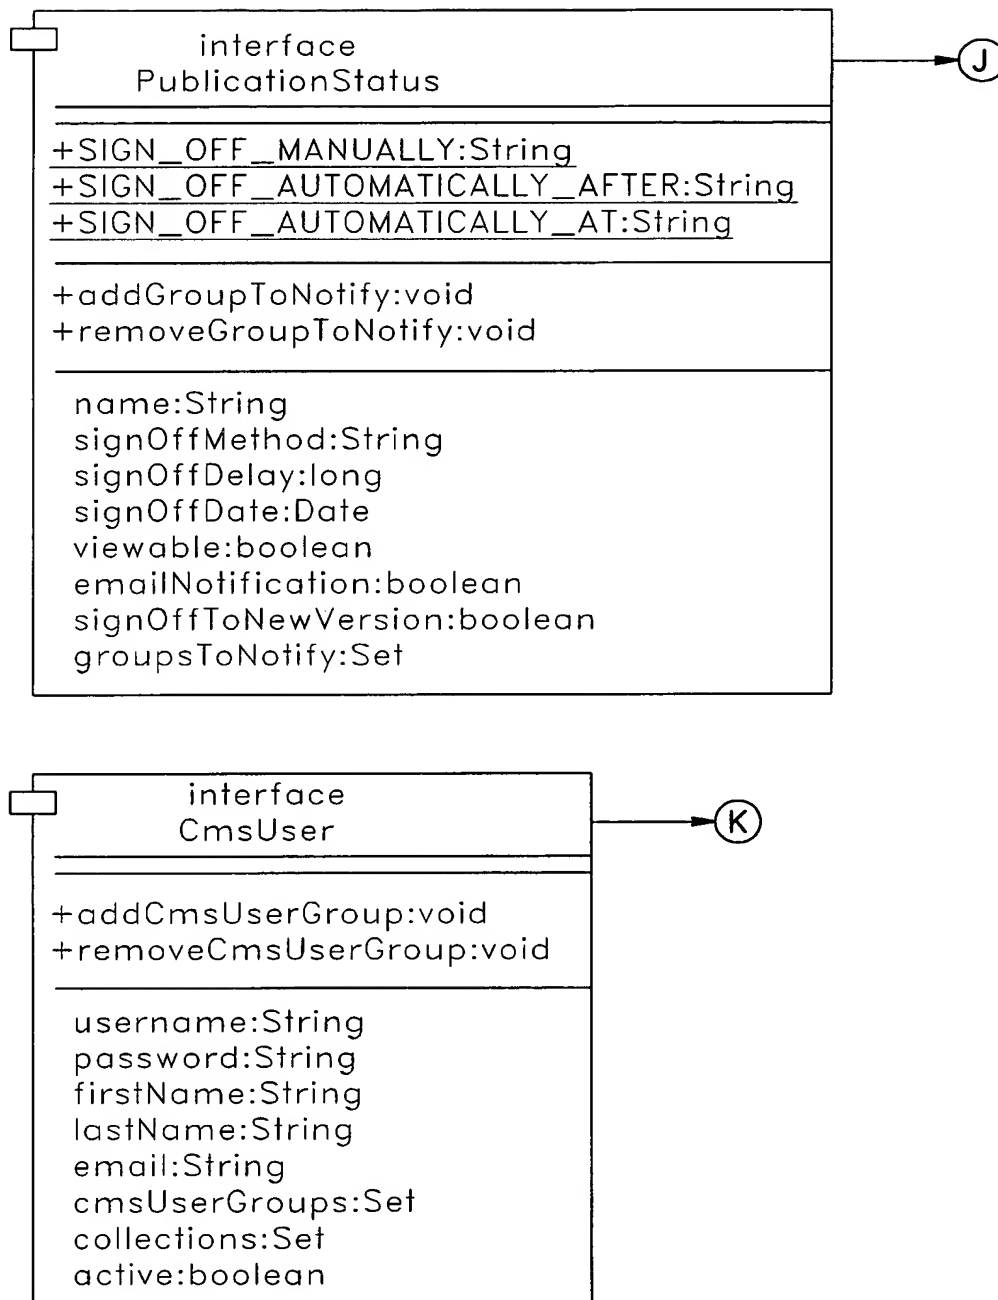 interface
PublicationStatus
J
+SIGN_OFF_MANUALLY:String
+SIGN_OFF_AUTOMATICALLY_AFTER:String
+SIGN_OFF_AUTOMATICALLY_AT:String
+addGroupToNotify:void
+removeGroupToNotify:void
name:String
signOffMethod:String
signOffDelay:long
signOffDate:Date
viewable:boolean
emailNotification:boolean
signOffToNewVersion:boolean
groupsToNotify:Set
interface
CmsUser
K
+addCmsUserGroup:void
+removeCmsUserGroup:void
username:String
password:String
firstName:String
lastName:String
email:String
cmsUserGroups:Set
collections:Set
active:boolean